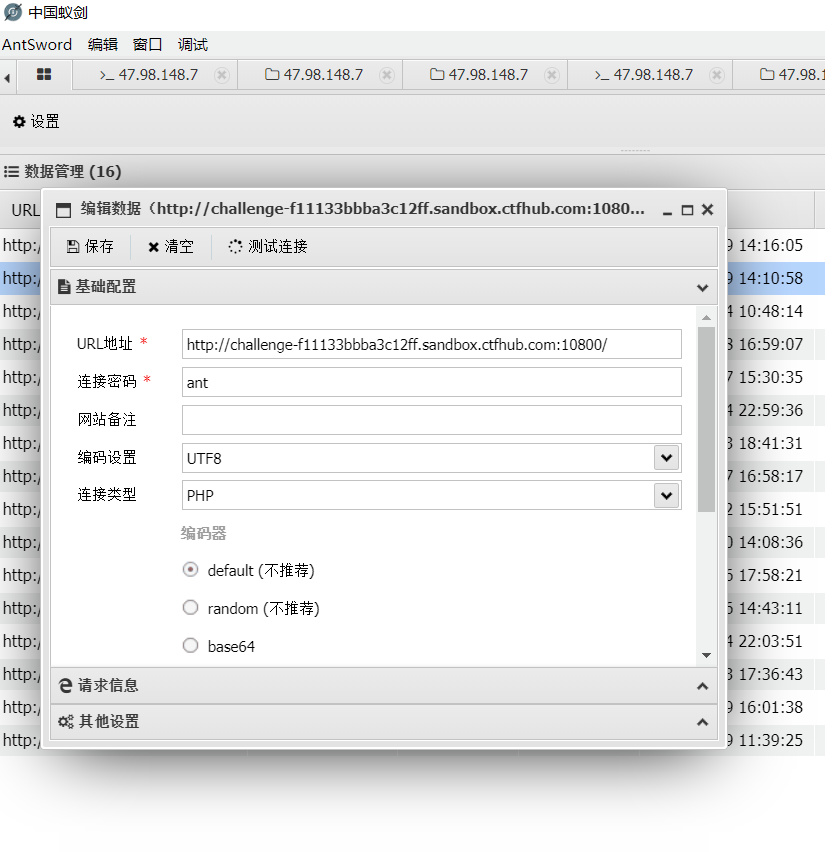 中国蚁剑
AntSword 编辑 窗口 调试
>_ 47.98.148.7 47.98.148.7 47.98.148.7 >_ 47.98.148.7 47.98.1
设置
数据管理 (16)
URL
编辑数据（http://challenge-f11133bbba3c12ff.sandbox.ctfhub.com:1080...
保存 清空 测试连接
基础配置
URL地址 * http://challenge-f11133bbba3c12ff.sandbox.ctfhub.com:10800/
连接密码 * ant
网站备注
编码设置 UTF8
连接类型 PHP
编码器
default (不推荐)
random (不推荐)
base64
请求信息
其他设置
http:/ 9 14:16:05
http:/ 9 14:10:58
http:/ 4 10:48:14
http:/ 8 16:59:07
http:/ 7 15:30:35
http:/ 4 22:59:36
http:/ 3 18:41:31
http:/ 7 16:58:17
http:/ 2 15:51:51
http:/ 0 14:08:36
http:/ 6 17:58:21
http:/ 6 14:43:11
http:/ 4 22:03:51
http:/ 3 17:36:43
http:/ 9 16:01:38
http:/ 9 11:39:25